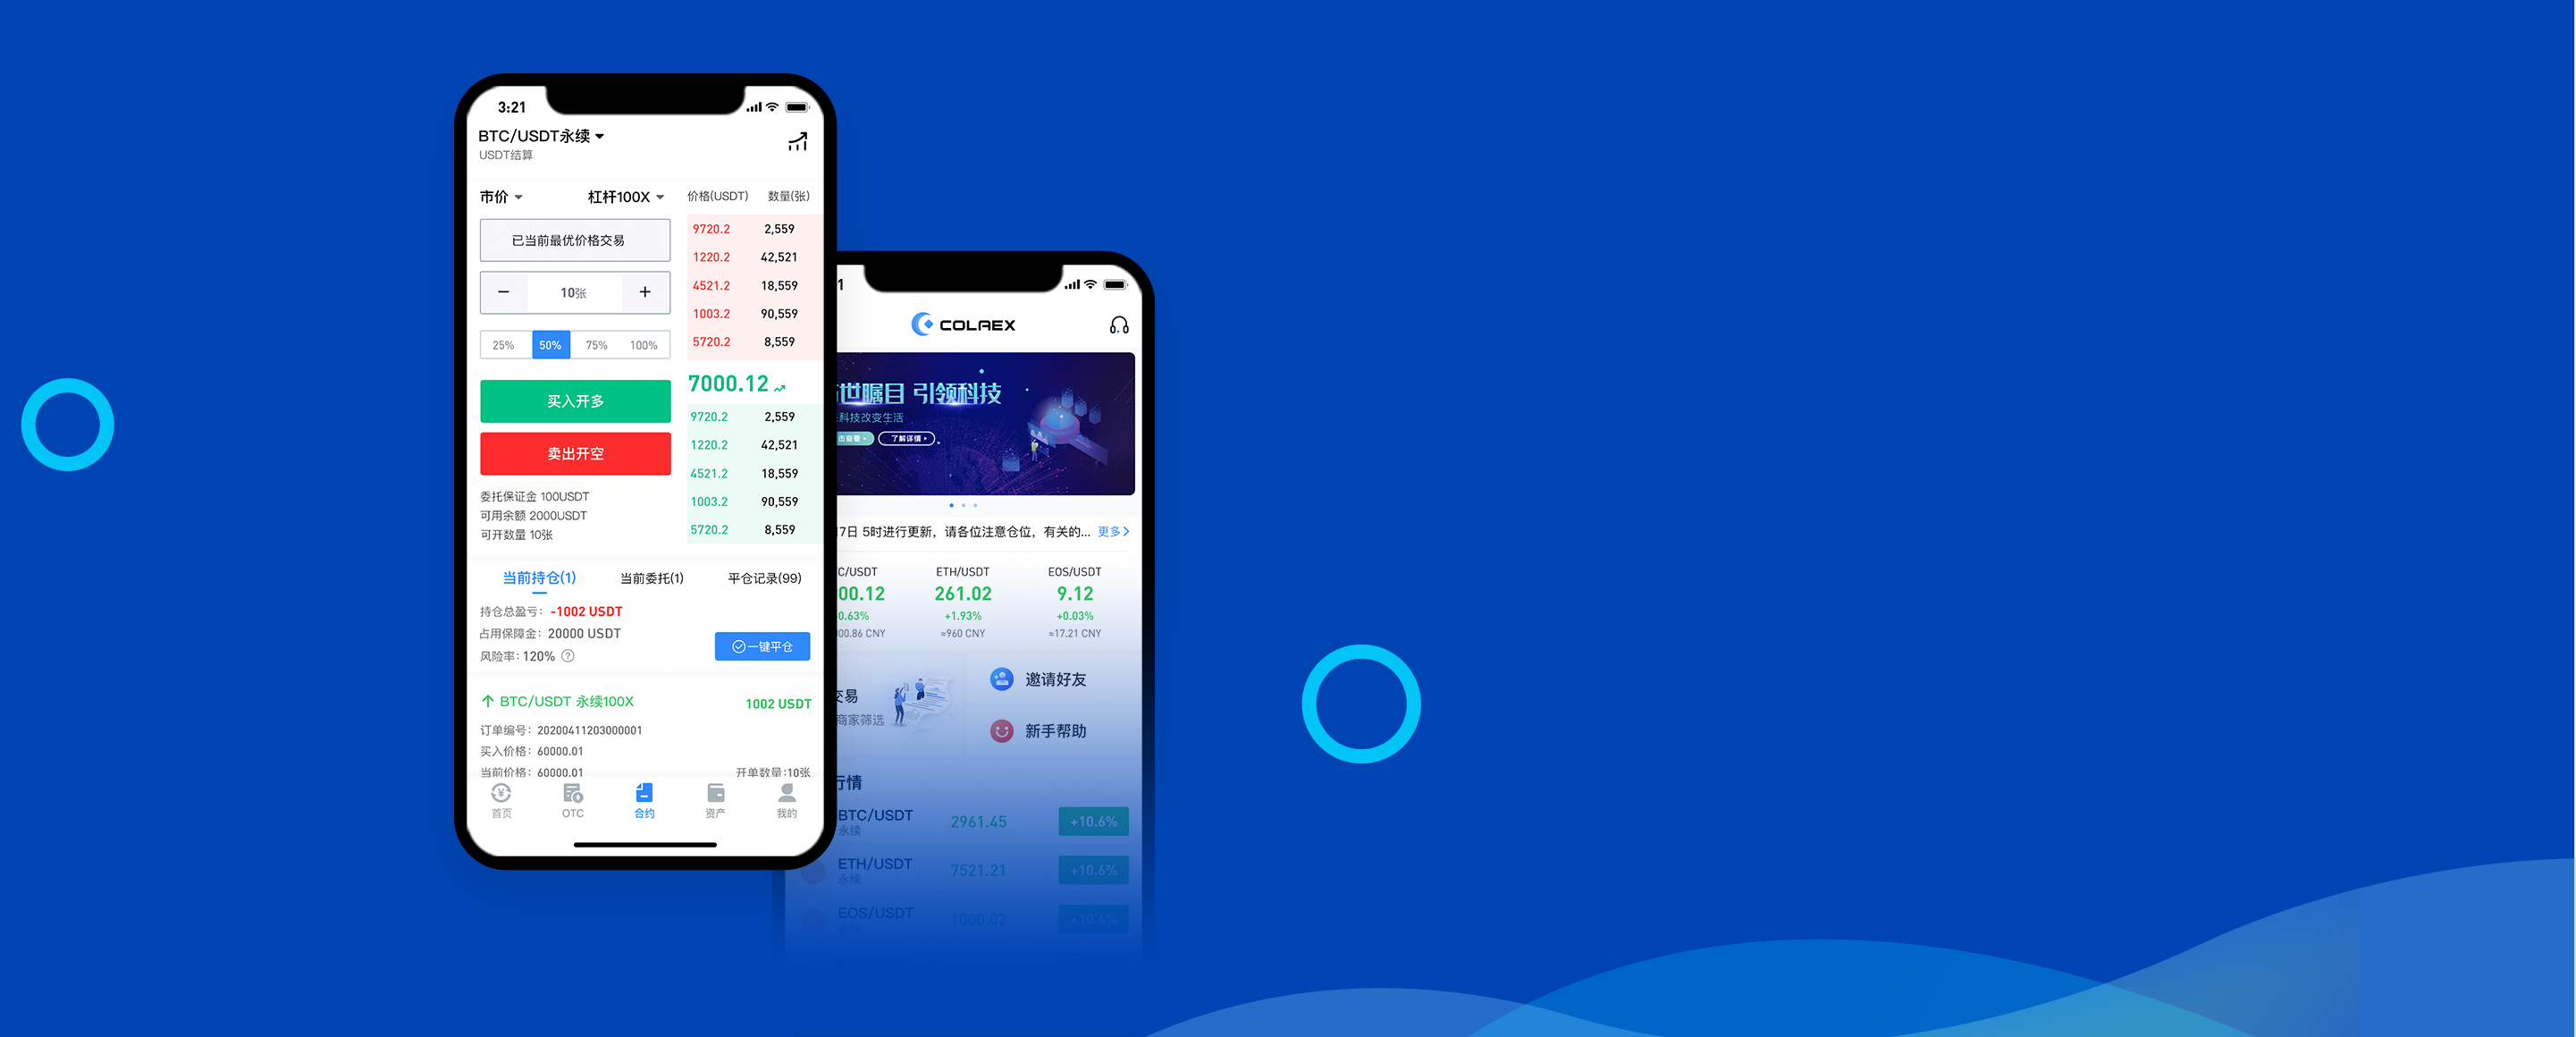 3:21
BTC/USDT永续
USDT结算
市价
杠杆100X
价格(USDT) 数量(张)
已当前最优价格交易
10张
25% 50% 75% 100%
买入开多
卖出开空
委托保证金 100USDT
可用余额 2000USDT
可开数量 10张
9720.2 2,559
1220.2 42,521
4521.2 18,559
1003.2 90,559
5720.2 8,559
7000.12
9720.2 2,559
1220.2 42,521
4521.2 18,559
1003.2 90,559
5720.2 8,559
当前持仓(1) 当前委托(1) 平仓记录(99)
持仓总盈亏: -1002 USDT
占用保障金: 20000 USDT
风险率: 120% ?
一键平仓
BTC/USDT 永续100X 1002 USDT
订单编号: 20200411203000001
买入价格: 60000.01
当前价格: 60000.01 开单数量:10张
首页 OTC 合约 资产 我的
1
COLAEX
世瞩目 引领科技
科技改变生活
击查看 了解详情
7日 5时进行更新，请各位注意仓位，有关的... 更多
C/USDT ETH/USDT EOS/USDT
00.12 261.02 9.12
0.63% +1.93% +0.03%
00.86 CNY ≈960 CNY ≈17.21 CNY
交易
商家筛选
邀请好友
新手帮助
行情
BTC/USDT 2961.45 +10.6%
永续
ETH/USDT 7521.21 +10.6%
永续
EOS/USDT 1000.02 +10.6%
永续